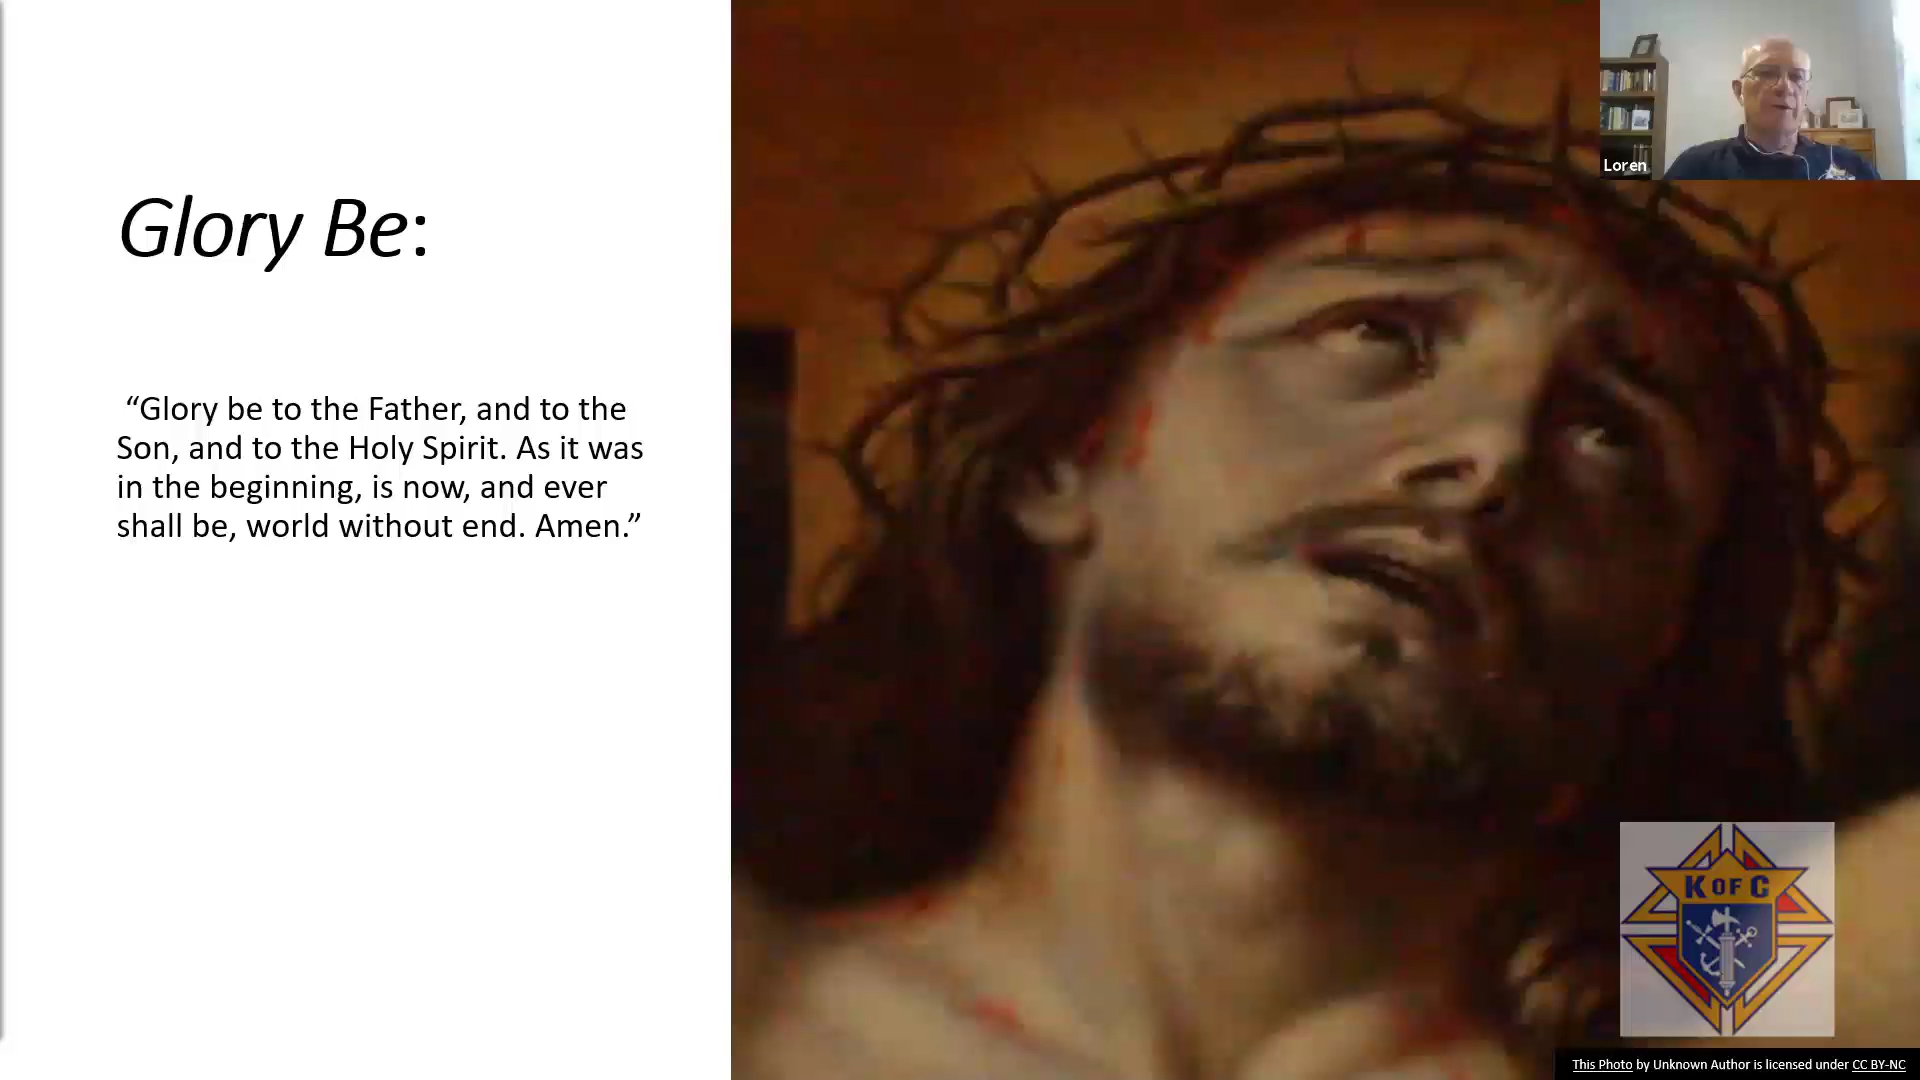 Glory Be:
“Glory be to the Father, and to the
Son, and to the Holy Spirit. As it was
in the beginning, is now, and ever
shall be, world without end. Amen.”
Loren
K OF C
This Photo by Unknown Author is licensed under CC BY-NC